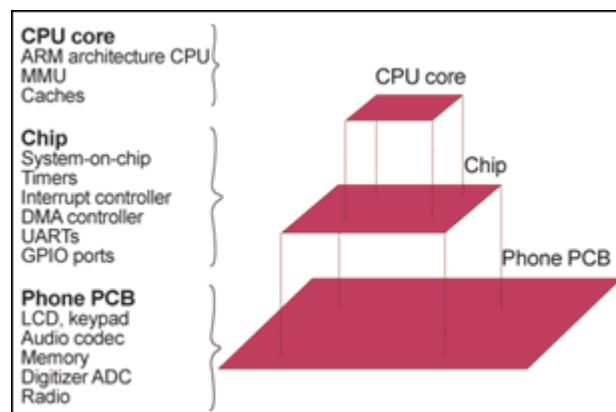 CPU core
ARM architecture CPU
MMU
Caches
Chip
System-on-chip
Timers
Interrupt controller
DMA controller
UARTs
GPIO ports
Phone PCB
LCD, keypad
Audio codec
Memory
Digitizer ADC
Radio
CPU core
Chip
Phone PCB